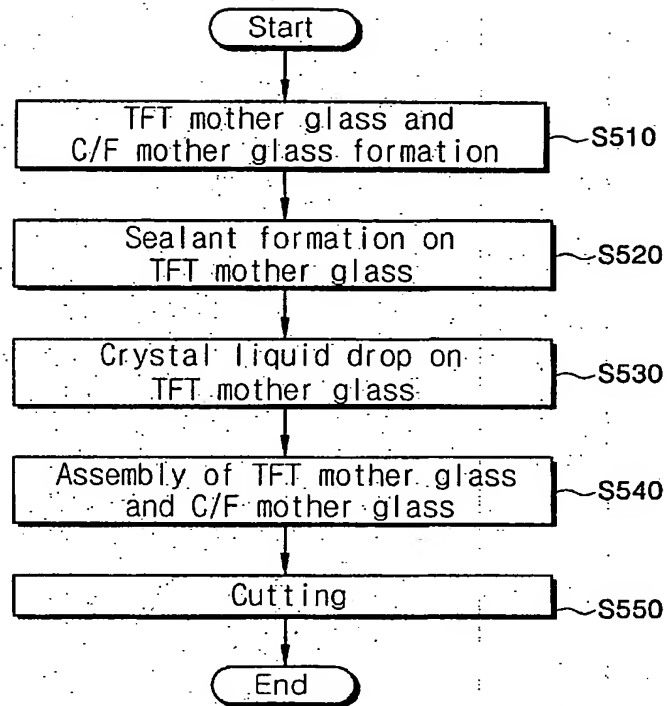 Start
TFT mother glass and
C/F mother glass formation
S510
Sealant formation on
TFT mother glass
S520
Crystal liquid drop on
TFT mother glass
S530
Assembly of TFT mother glass
and C/F mother glass
S540
Cutting
S550
End